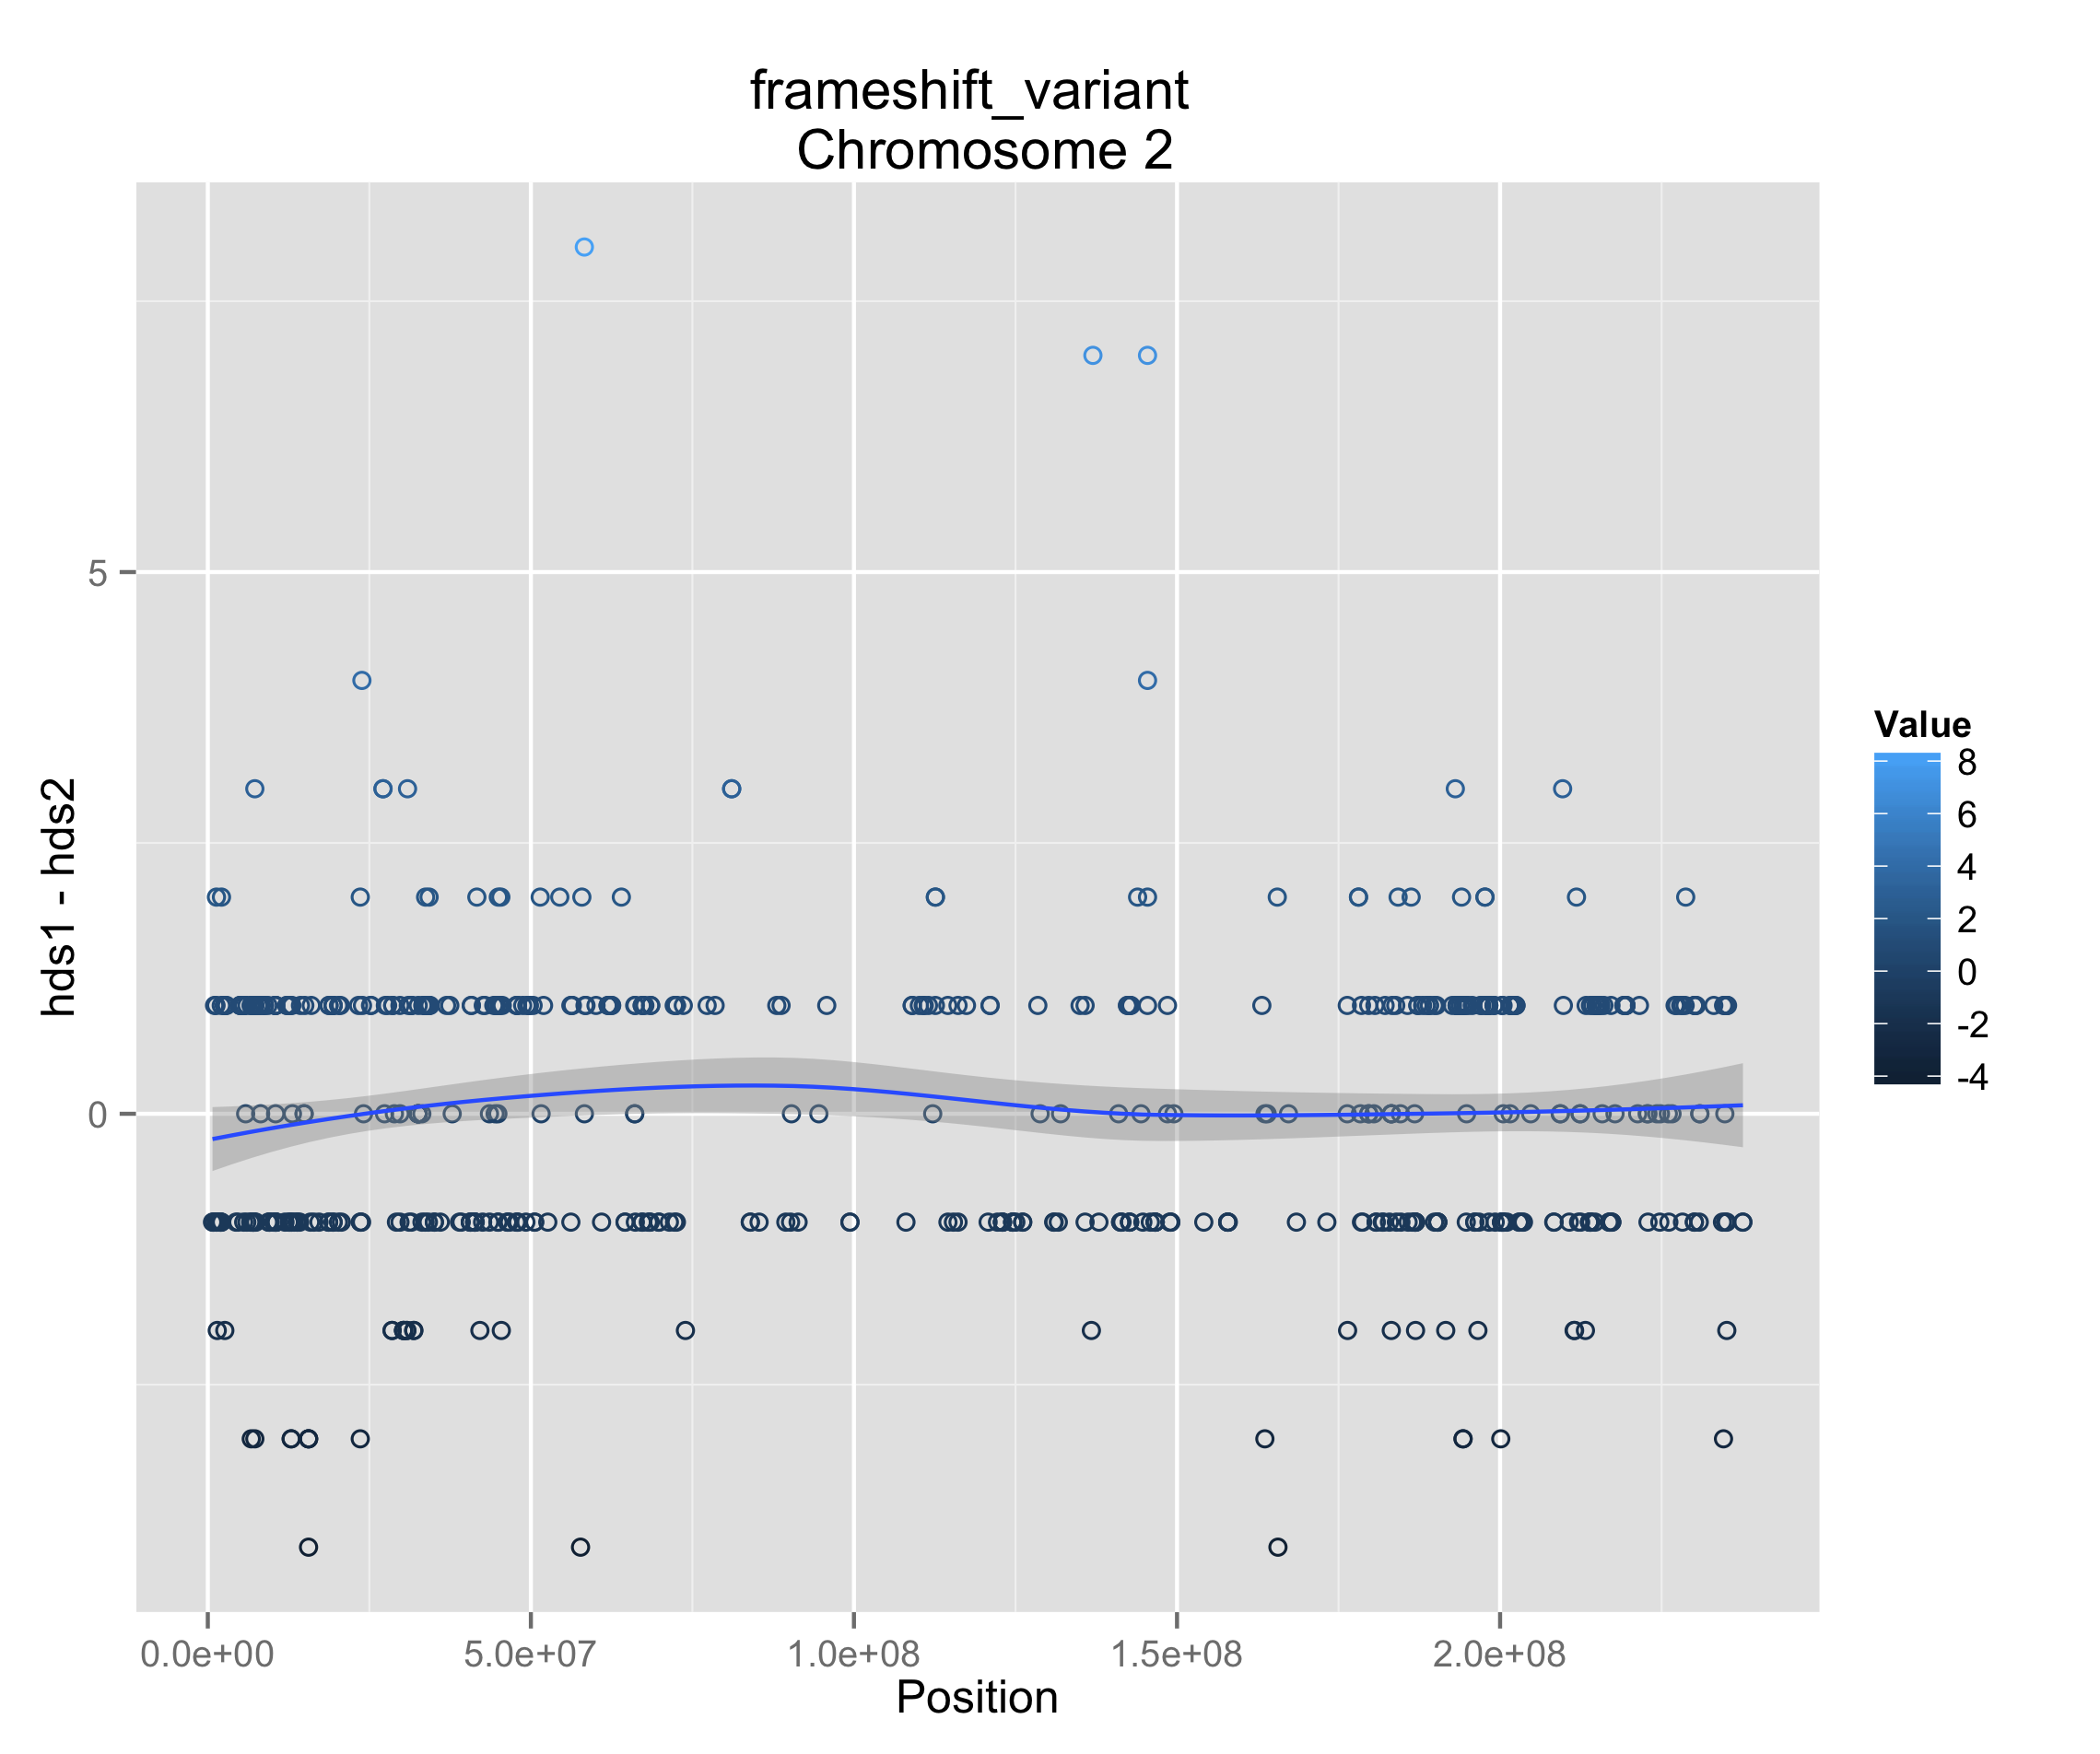 frameshift_variant
Chromosome 2
hds1 - hds2
5
0
0.0e+00 5.0e+07 1.0e+08 1.5e+08 2.0e+08
Position
Value
8
6
4
2
0
-2
-4